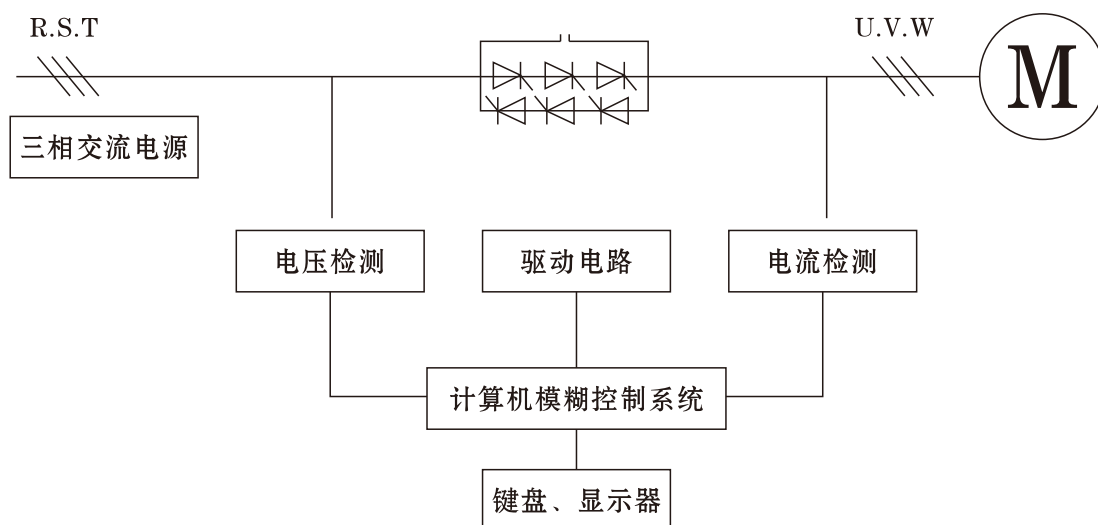 R.S.T
U.V.W
M
三相交流电源
电压检测
驱动电路
电流检测
计算机模糊控制系统
键盘、显示器